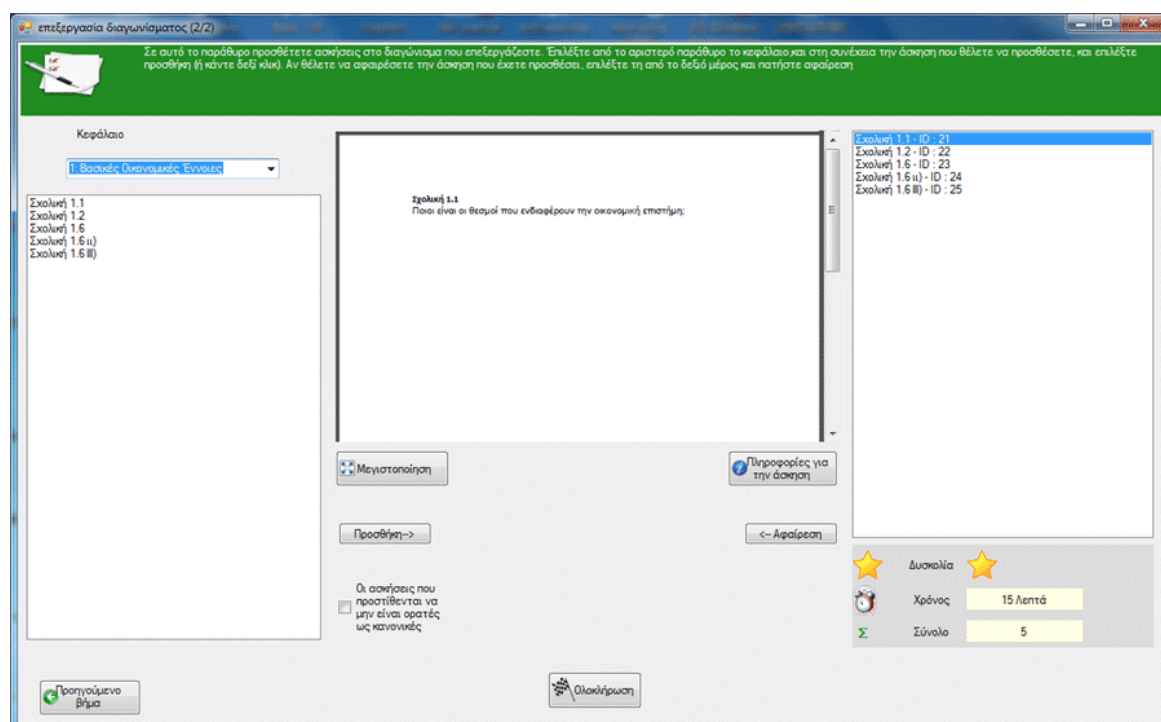 επεξεργασία διαγωνίσματος (2/2)
Σε αυτό το παράθυρο προσθέτετε ασκήσεις στο διαγώνισμα που επεξεργάζεστε. Έπιλέξτε από το αριστερό παράθυρο το κεφάλαιο,και στη συνέχεια την άσκηση που θέλετε να προσθέσετε, και επιλέξτε
προσθήκη (ή κάντε δεξί κλικ). Αν θέλετε να αφαιρέσετε την άσκηση που έχετε προσθέσει, επιλέξτε τη από το δεξιό μέρος και πατήστε αφαίρεση
Κεφάλαιο
1: Βασικές Οικονομικές Έννοιες
Σχολική 1.1
Σχολική 1.2
Σχολική 1.6
Σχολική 1.6 ιι)
Σχολική 1.6 ΙΙΙ)
Σχολική 1.1
Ποιοι είναι οι θεσμοί που ενδιαφέρουν την οικονομική επιστήμη;
Σχολική 1.1 - ID : 21
Σχολική 1.2 - ID : 22
Σχολική 1.6 - ID : 23
Σχολική 1.6 ιι) - ID : 24
Σχολική 1.6 ΙΙΙ) - ID : 25
Μεγιστοποίηση
Πληροφορίες για
την άσκηση
Προσθήκη-->
<-- Αφαίρεση
Οι ασκήσεις που
προστίθενται να
μην είναι ορατές
ως κανονικές
Δυσκολία
Χρόνος 15 Λεπτά
Σ Σύνολο 5
Προηγούμενο
βήμα
Ολοκλήρωση